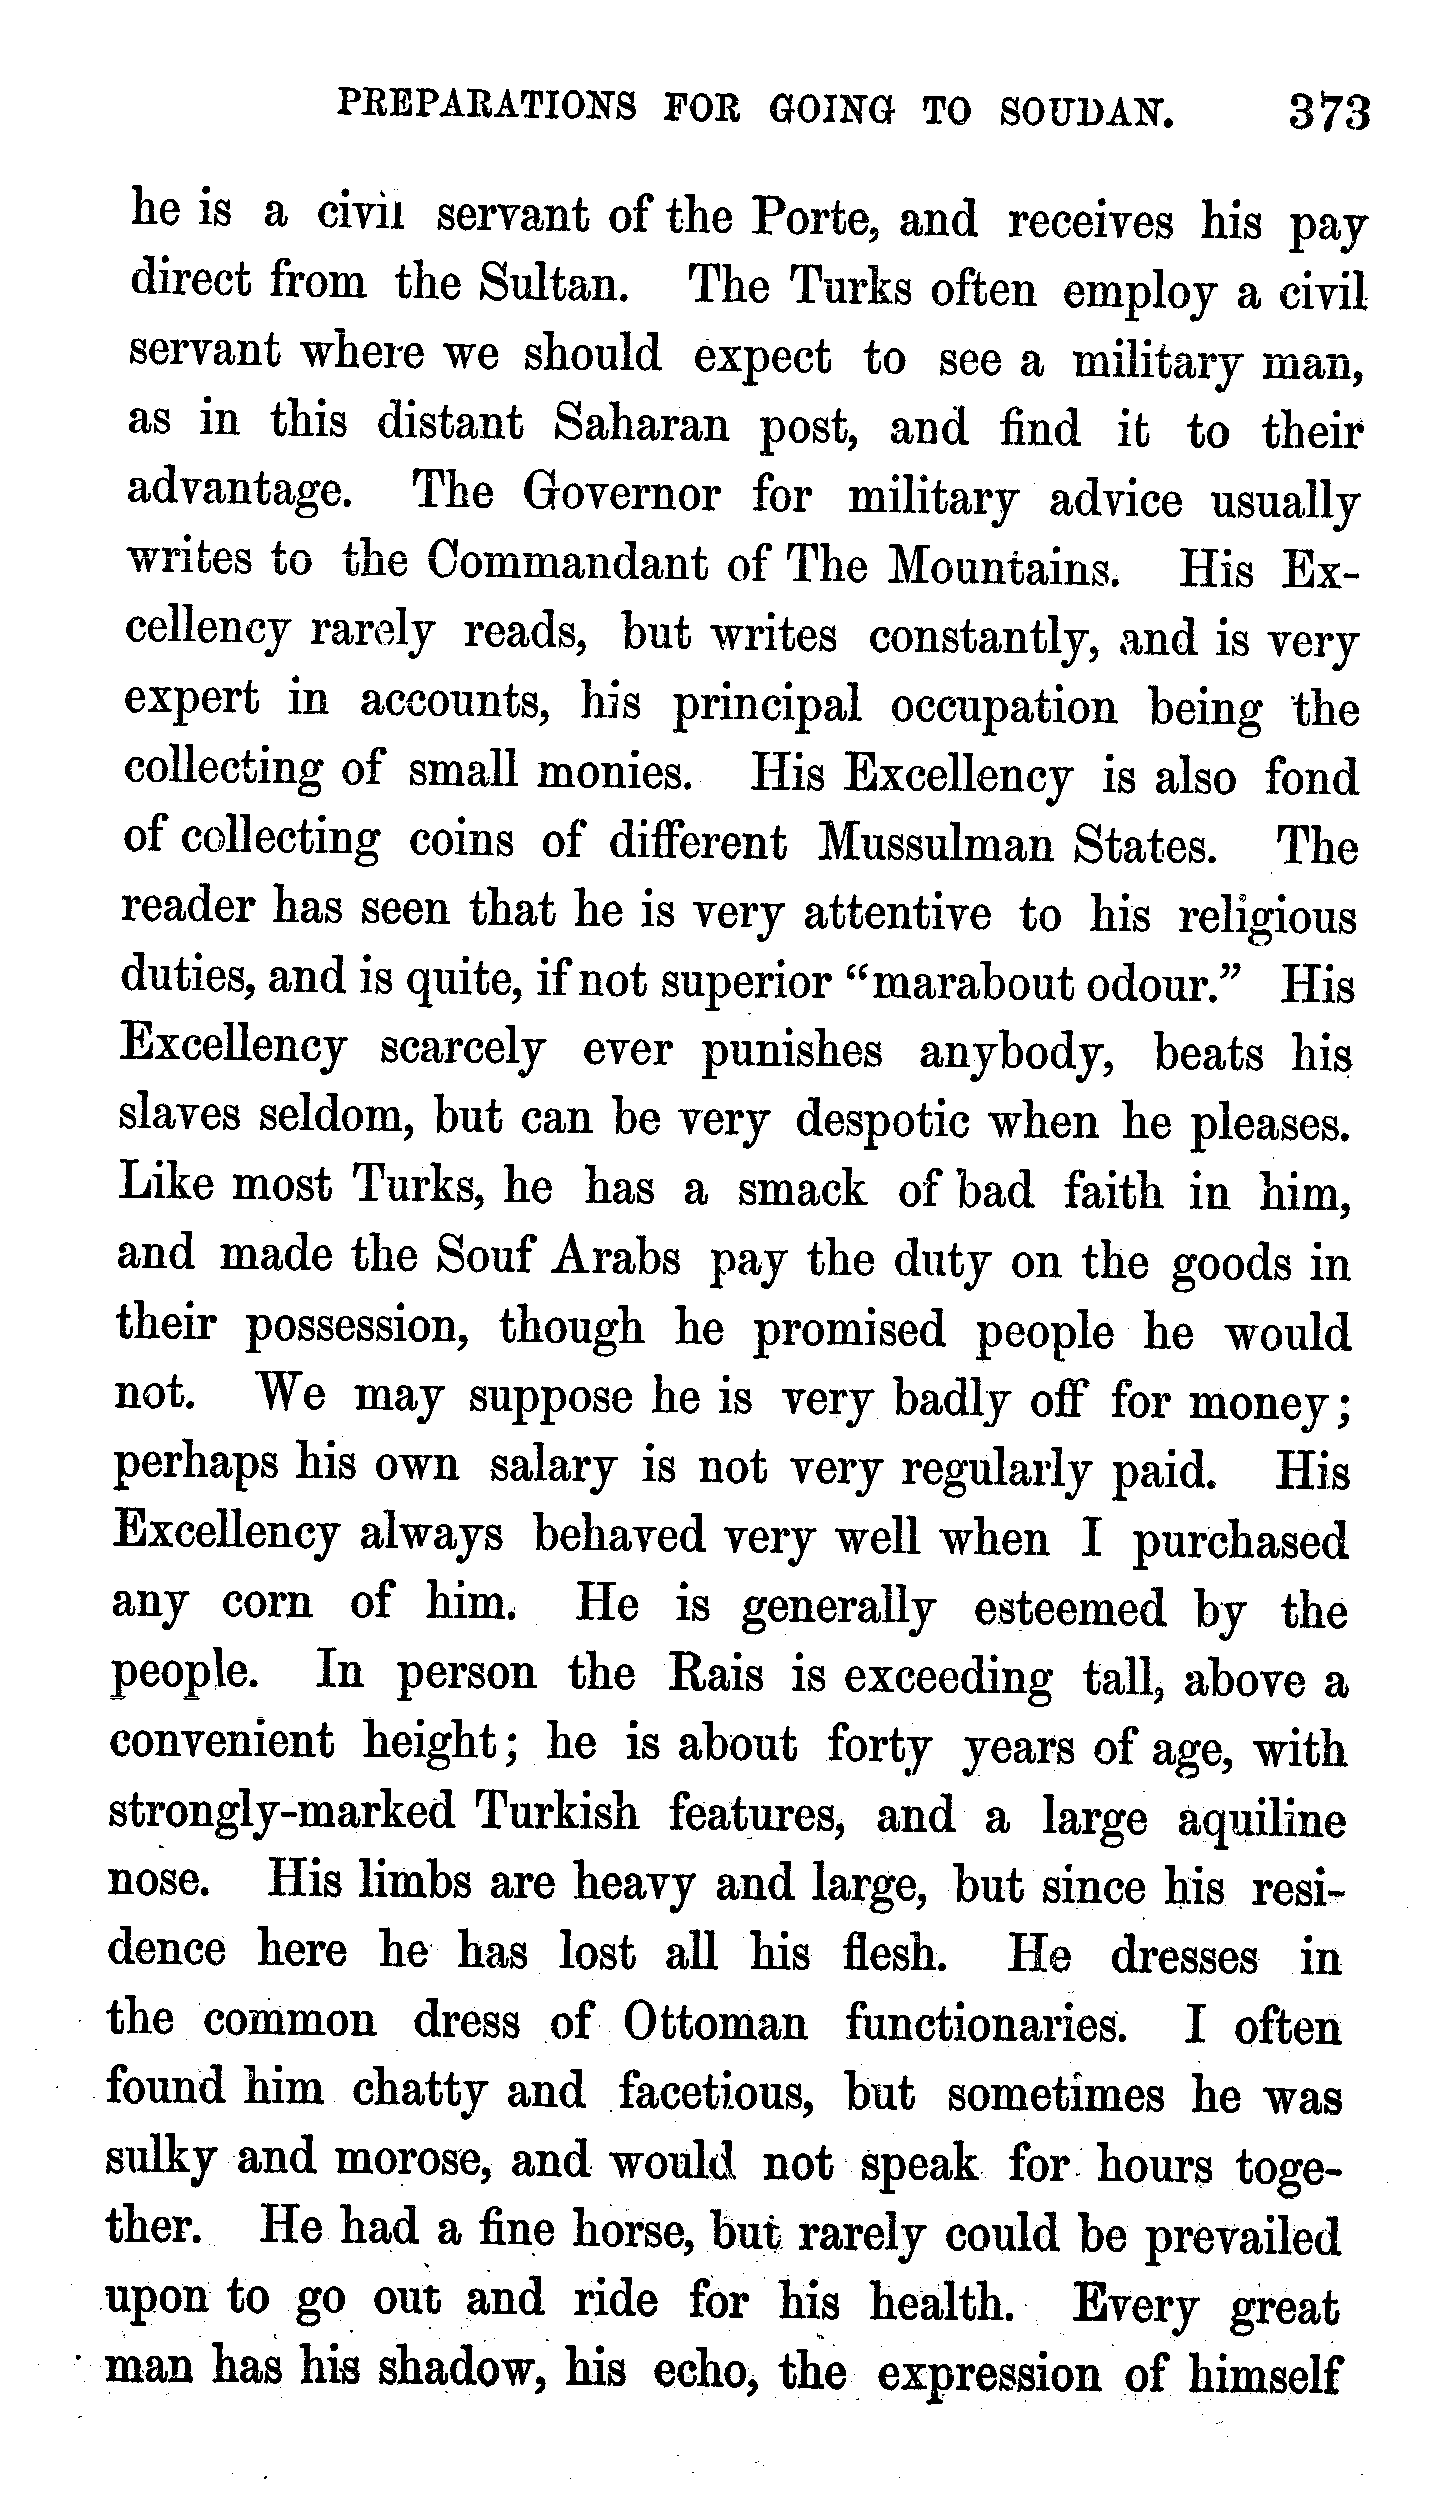 PREPARATIONS FOR GOING TO SOUDAN. 373
he is a civil servant of the Porte, and receives his pay
direct from the Sultan. The Turks often employ a civil
servant where we should expect to see a military man,
as in this distant Saharan post, and find it to their
advantage. The Governor for military advice usually
writes to the Commandant of The Mountains. His Ex-
cellency rarely reads, but writes constantly, and is very
expert in accounts, his principal occupation being the
collecting of small monies. His Excellency is also fond
of collecting coins of different Mussulman States. The
reader has seen that he is very attentive to his religious
duties, and is quite, if not superior "marabout odour." His
Excellency scarcely ever punishes anybody, beats his
slaves seldom, but can be very despotic when he pleases.
Like most Turks, he has a smack of bad faith in him,
and made the Souf Arabs pay the duty on the goods in
their possession, though he promised people he would
not. We may suppose he is very badly off for money;
perhaps his own salary is not very regularly paid. His
Excellency always behaved very well when I purchased
any corn of him. He is generally esteemed by the
people. In person the Rais is exceeding tall, above a
convenient height; he is about forty years of age, with
strongly-marked Turkish features, and a large aquiline
nose. His limbs are heavy and large, but since his resi-
dence here he has lost all his flesh. He dresses in
the common dress of Ottoman functionaries. I often
found him chatty and facetious, but sometimes he was
sulky and morose, and would not speak for hours toge-
ther. He had a fine horse, but rarely could be prevailed
upon to go out and ride for his health. Every great
man has his shadow, his echo, the expression of himself